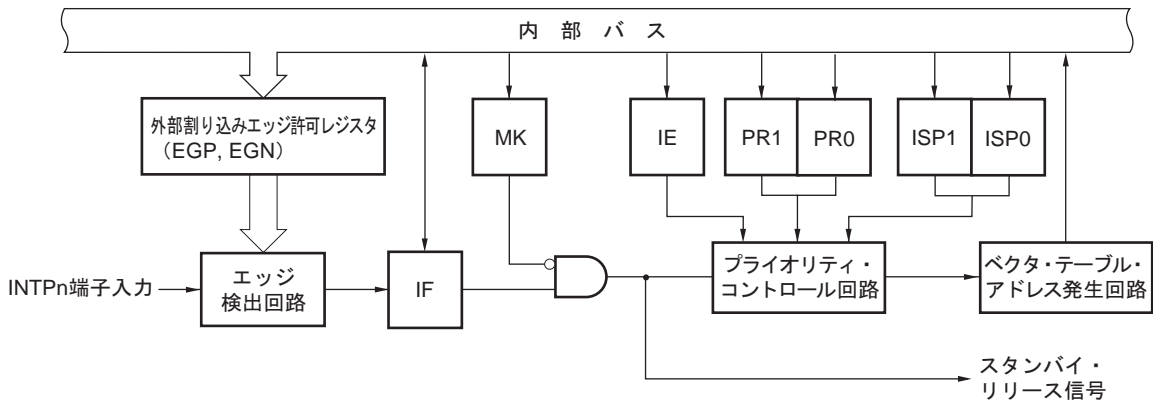 内部バス
外部割り込みエッジ許可レジスタ
（EGP, EGN）
MK
IE
PR1
PR0
ISP1
ISP0
INTPn端子入力
エッジ
検出回路
IF
プライオリティ・
コントロール回路
ベクタ・テーブル・
アドレス発生回路
スタンバイ・
リリース信号